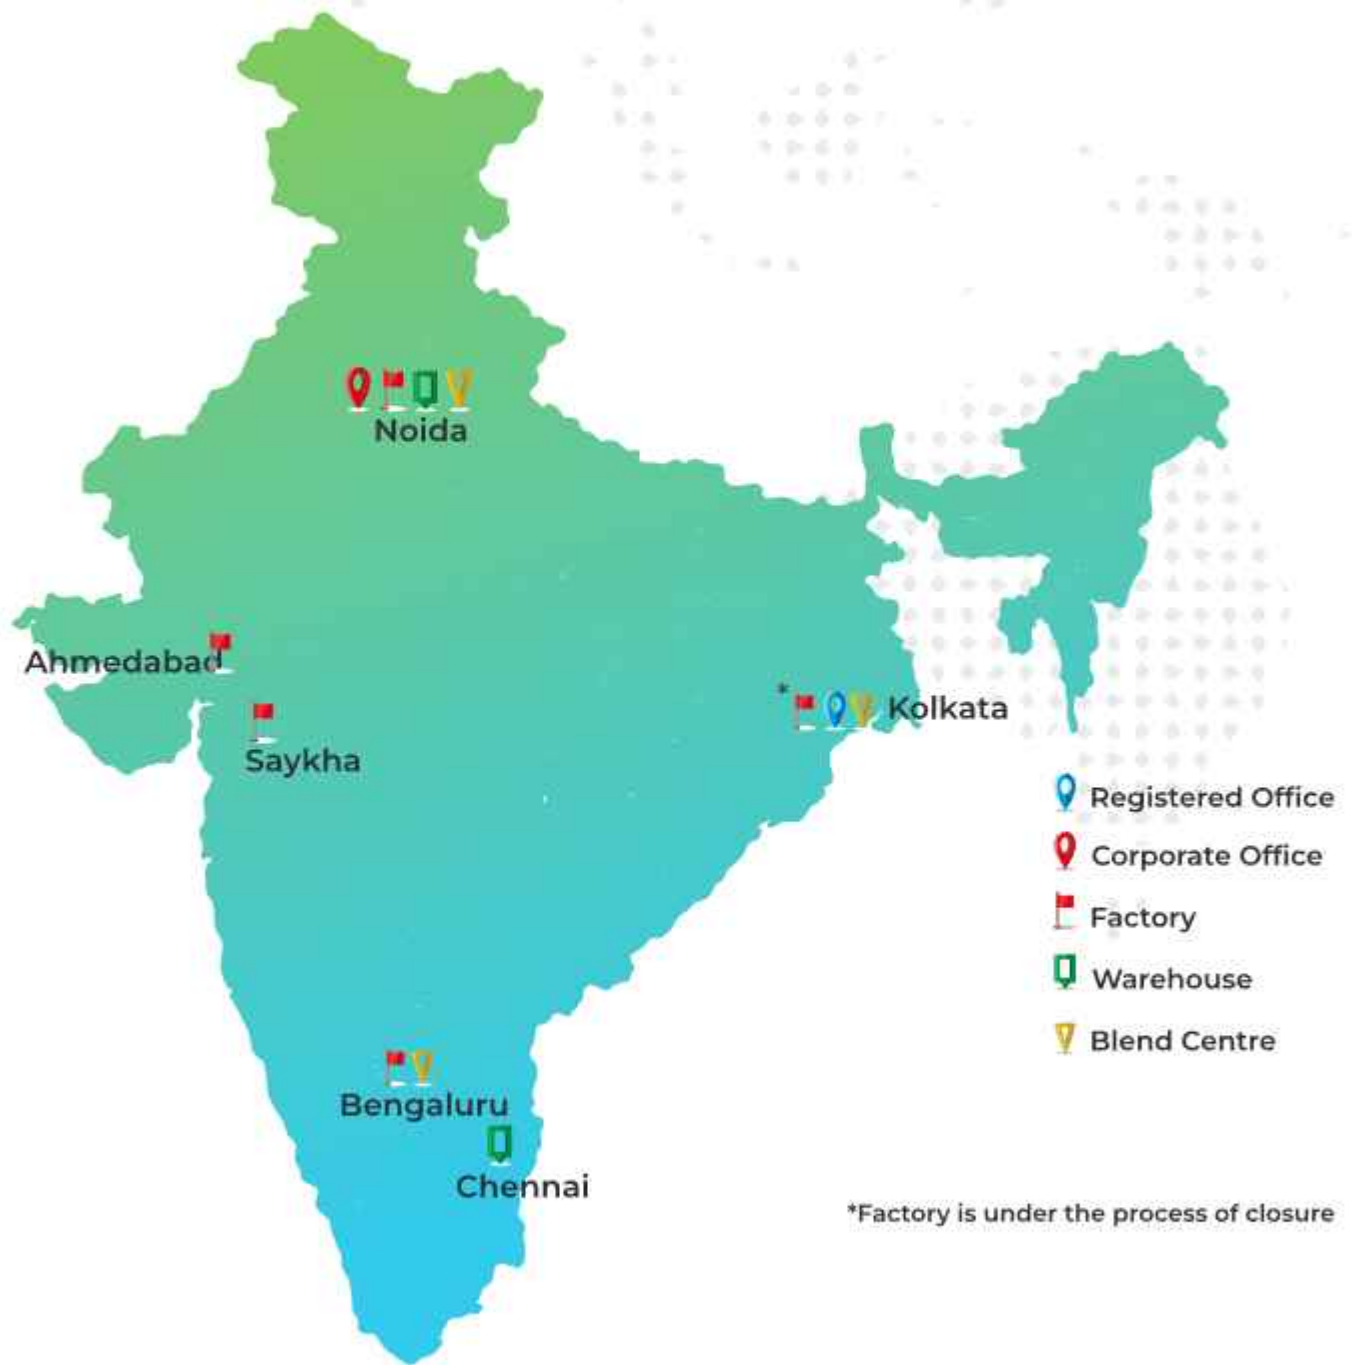 Noida
Ahmedabad
Saykha
* Kolkata
Registered Office
Corporate Office
Factory
Warehouse
Blend Centre
Bengaluru
Chennai
*Factory is under the process of closure